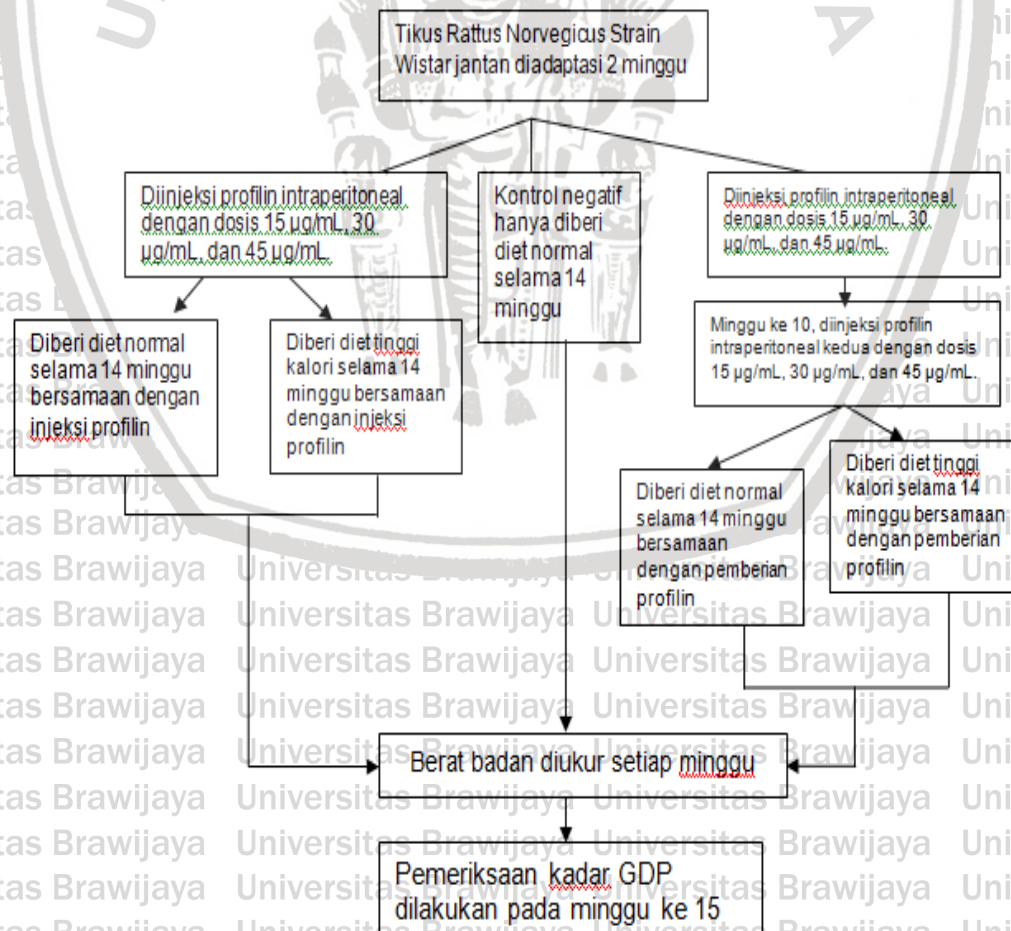 Tikus Rattus Norvegicus Strain
Wistar jantan diadaptasi 2 minggu
Diinjeksi profilin intraperitoneal
dengan dosis 15 µg/mL, 30
µg/mL, dan 45 µg/mL.
Kontrol negatif
hanya diberi
diet normal
selama 14
minggu
Diinjeksi profilin intraperitoneal
dengan dosis 15 µg/mL, 30
µg/mL, dan 45 µg/mL.
Diberi diet normal
selama 14 minggu
bersamaan dengan
injeksi profilin
Diberi diet tinggi
kalori selama 14
minggu bersamaan
dengan injeksi
profilin
Minggu ke 10, diinjeksi profilin
intraperitoneal kedua dengan dosis
15 µg/mL, 30 µg/mL, dan 45 µg/mL.
Diberi diet normal
selama 14 minggu
bersamaan
dengan pemberian
profilin
Diberi diet tinggi
kalori selama 14
minggu bersamaan
dengan pemberian
profilin
Berat badan diukur setiap minggu
Pemeriksaan kadar GDP
dilakukan pada minggu ke 15